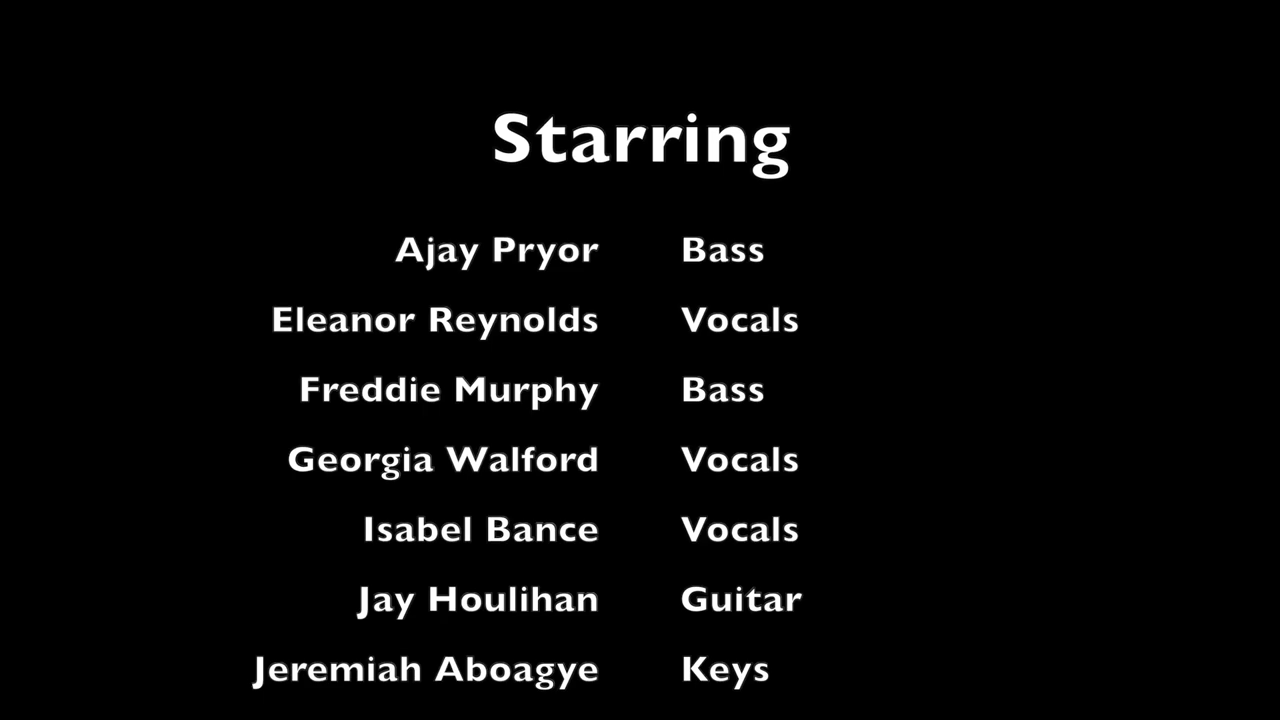 Starring
Ajay Pryor Bass
Eleanor Reynolds Vocals
Freddie Murphy Bass
Georgia Walford Vocals
Isabel Bance Vocals
Jay Houlihan Guitar
Jeremiah Aboagye Keys